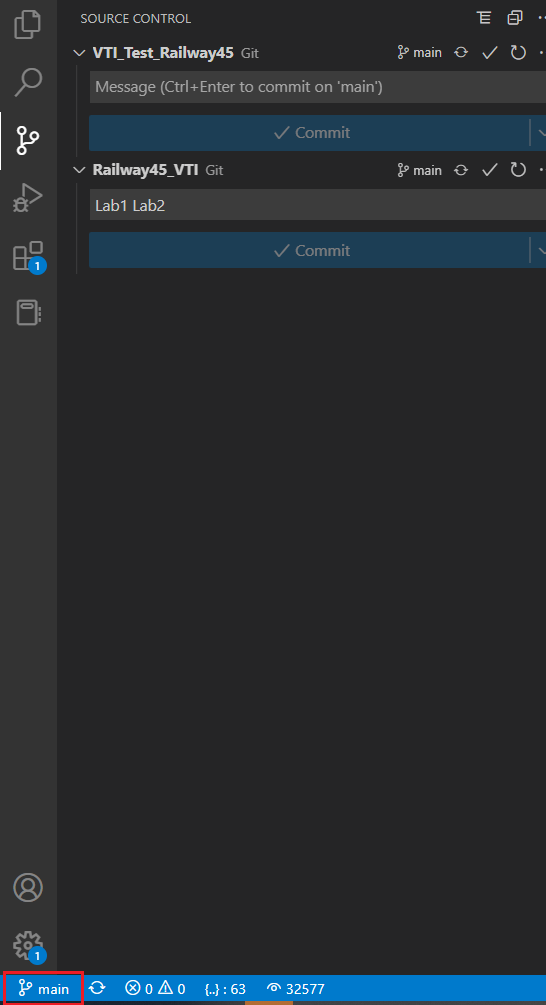 SOURCE CONTROL
VTI_Test_Railway45 Git main
Message (Ctrl+Enter to commit on 'main')
Commit
Railway45_VTI Git main
Lab1 Lab2
Commit
1
1
main 0 0 {..} : 63 32577